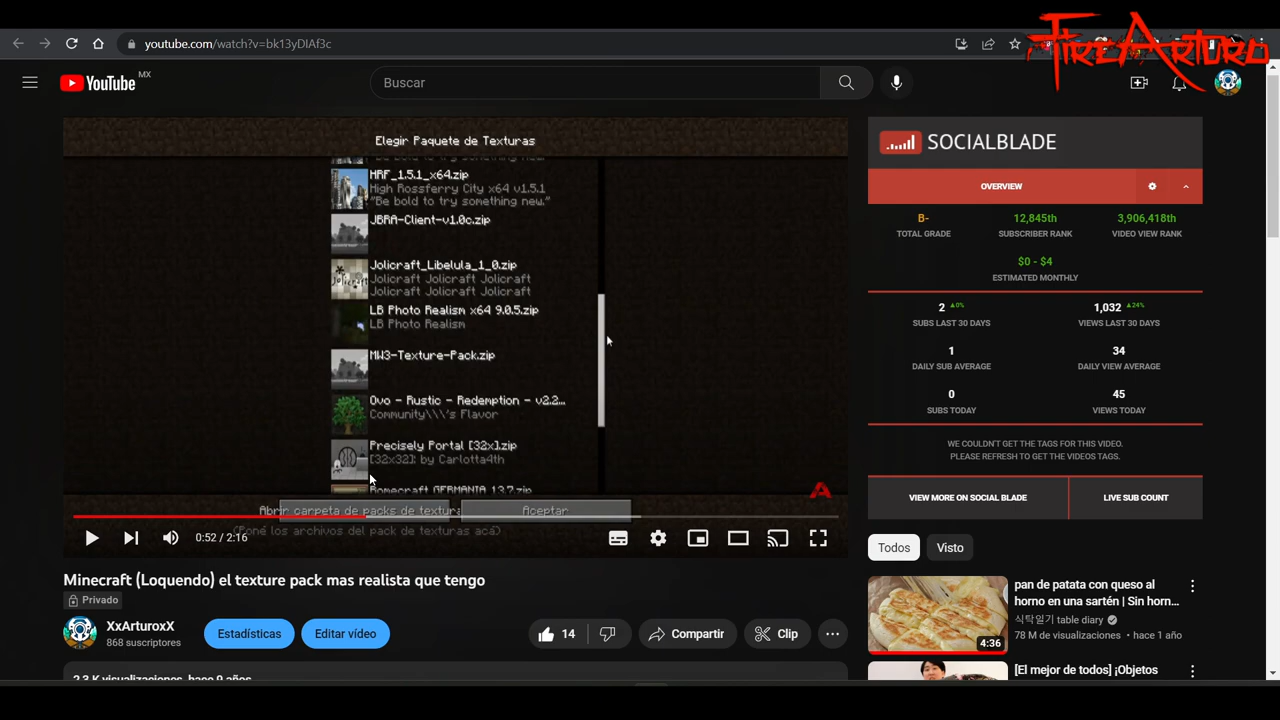 FireArturo
youtube.com/watch?v=bk13yDIAf3c
YouTube MX
Buscar
Elegir Paquete de Texturas
HRF_1.5.1_x64.zip
High Rossferry City x64 v1.5.1
"Be bold to try something new."
JBRA-Client-v1.0c.zip
Jolicraft_Libelula_1_0.zip
Jolicraft Jolicraft Jolicraft
Jolicraft Jolicraft Jolicraft
LB Photo Realism x64 9.0.5.zip
LB Photo Realism
MW3-Texture-Pack.zip
Ovo - Rustic - Redemption - v2.2...
Community\\\'s Flavor
Precisely Portal [32x].zip
[32x32]: by Carlotta4th
Romecraft GERMANIA 13.7.zip
Abrir carpeta de packs de textura
Aceptar
(Poné los archivos del pack de texturas acá)
0:52 / 2:16
Minecraft (Loquendo) el texture pack mas realista que tengo
Privado
XxArturoxX
868 suscriptores
Estadísticas
Editar vídeo
14
Compartir
Clip
2.3 K visualizaciones hace 9 años
SOCIALBLADE
OVERVIEW
B-
12,845th
3,906,418th
TOTAL GRADE
SUBSCRIBER RANK
VIDEO VIEW RANK
$0 - $4
ESTIMATED MONTHLY
2 ▲0%
1,032 ▲24%
SUBS LAST 30 DAYS
VIEWS LAST 30 DAYS
1
34
DAILY SUB AVERAGE
DAILY VIEW AVERAGE
0
45
SUBS TODAY
VIEWS TODAY
WE COULDN'T GET THE TAGS FOR THIS VIDEO.
PLEASE REFRESH TO GET THE VIDEOS TAGS.
VIEW MORE ON SOCIAL BLADE
LIVE SUB COUNT
Todos
Visto
4:36
pan de patata con queso al
horno en una sartén | Sin horn...
식탁일기 table diary
78 M de visualizaciones • hace 1 año
[El mejor de todos] ¡Objetos